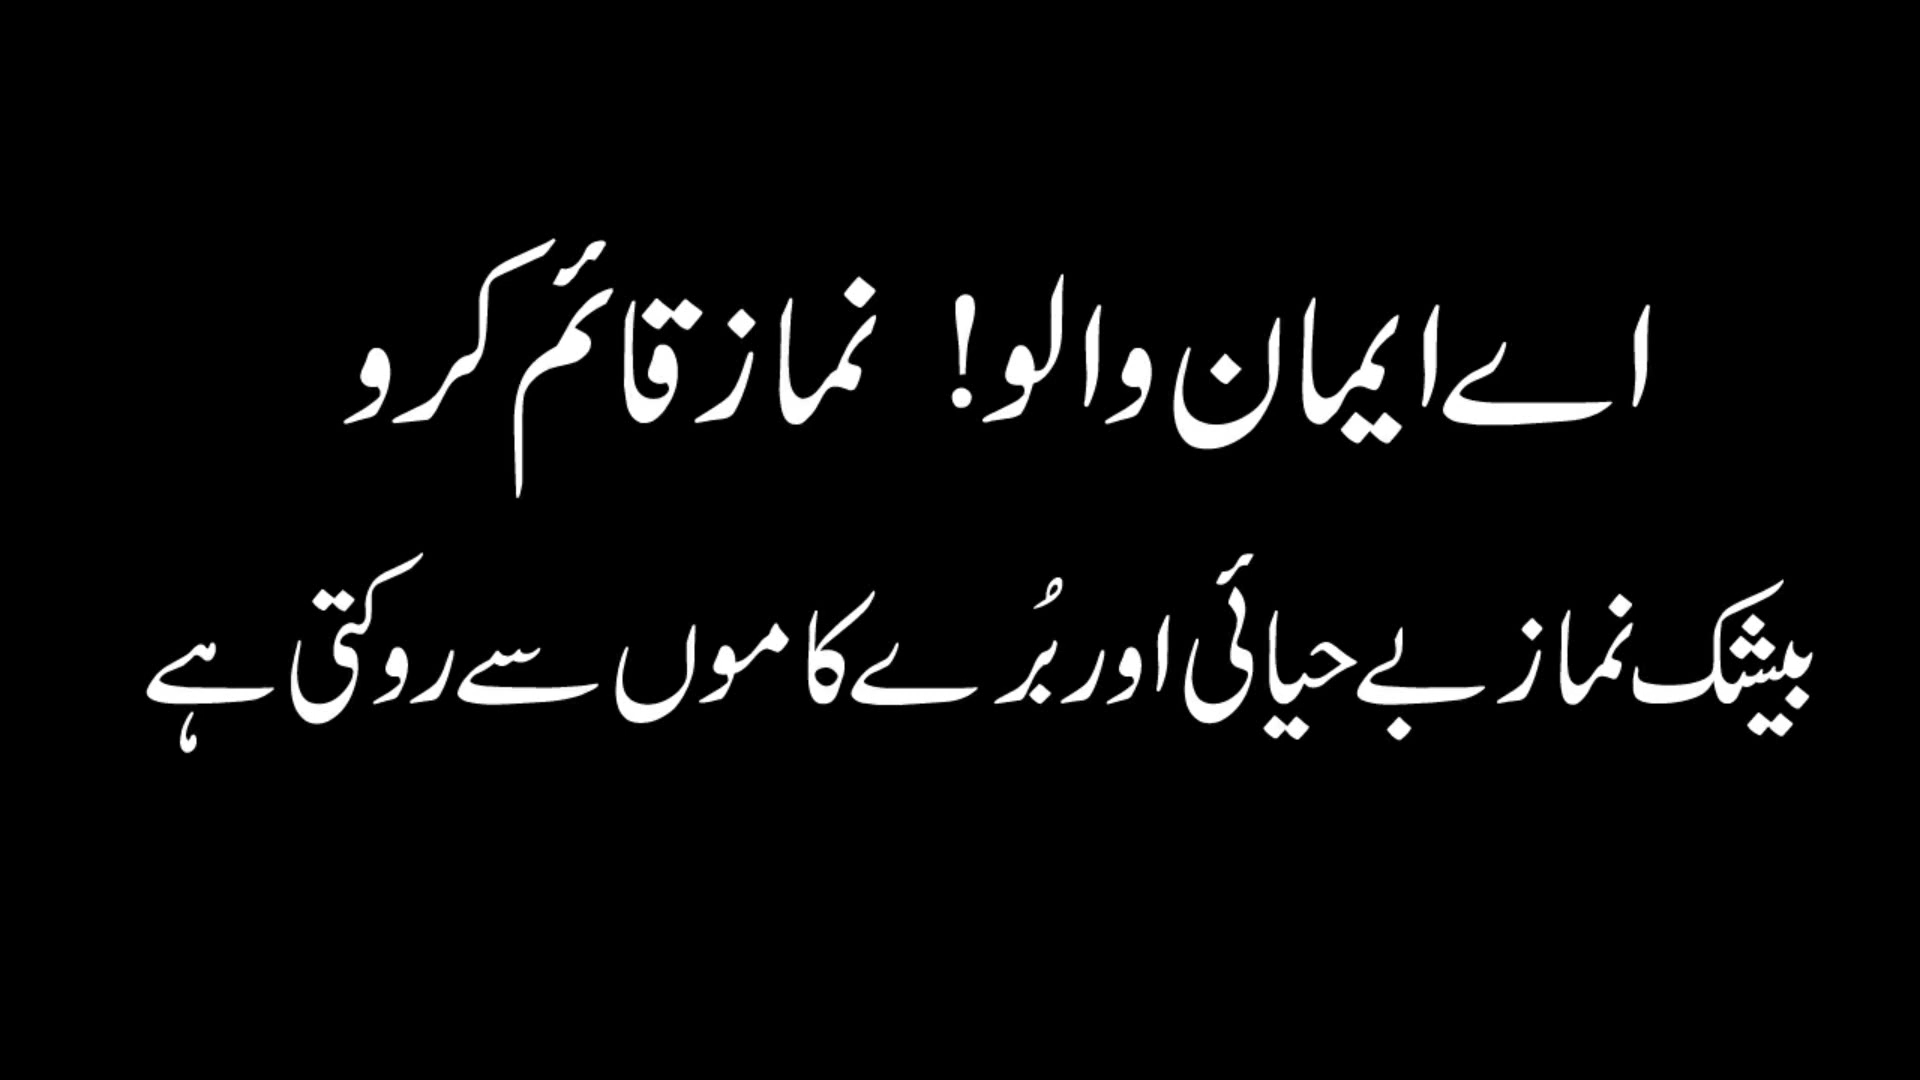 اے ایمان والو! نماز قائم کرو
بیشک نماز بے حیائی اور بُرے کاموں سے روکتی ہے